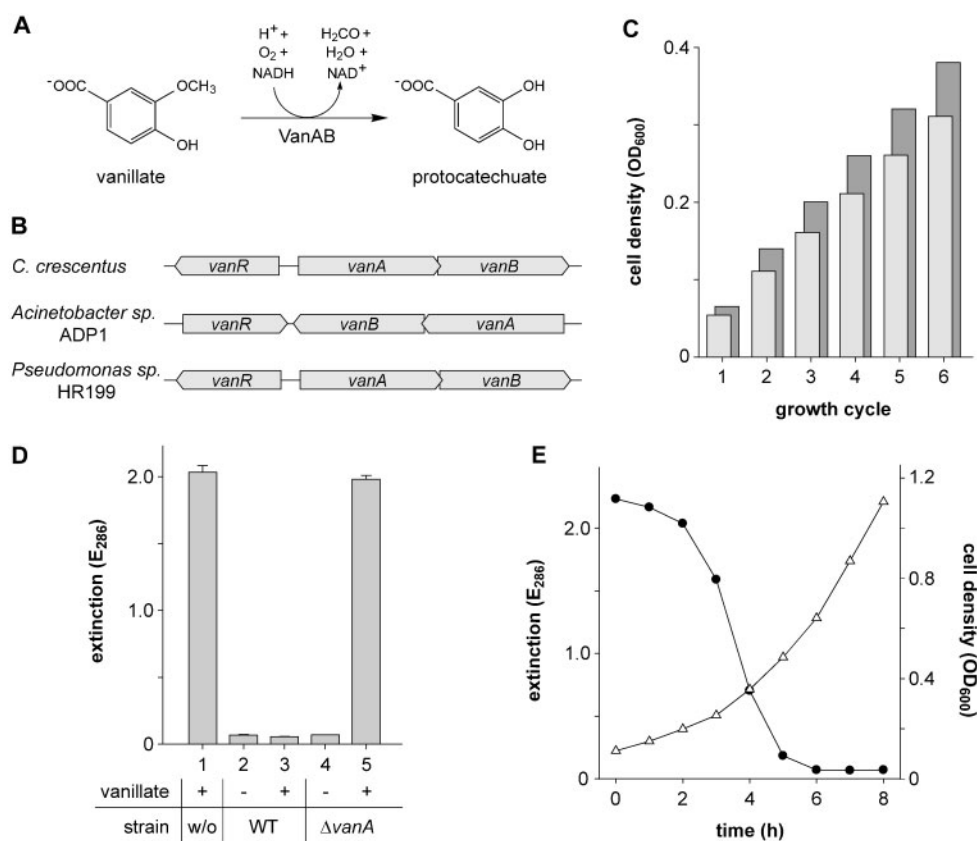 A
H⁺ +
O₂ +
NADH
H₂CO +
H₂O +
NAD⁺
⁻OOC
OCH₃
OH
VanAB
⁻OOC
OH
OH
vanillate
protocatechuate
B
C. crescentus
vanR vanA vanB
Acinetobacter sp.
ADP1
vanR vanB vanA
Pseudomonas sp.
HR199
vanR vanA vanB
C
cell density (OD₆₀₀)
0.4
0.2
0
1 2 3 4 5 6
growth cycle
D
extinction (E₂₈₆)
2.0
1.0
0
1 2 3 4 5
vanillate + - + - +
strain w/o WT ΔvanA
E
extinction (E₂₈₆)
2.0
1.0
0
cell density (OD₆₀₀)
1.2
0.8
0.4
0
0 2 4 6 8
time (h)